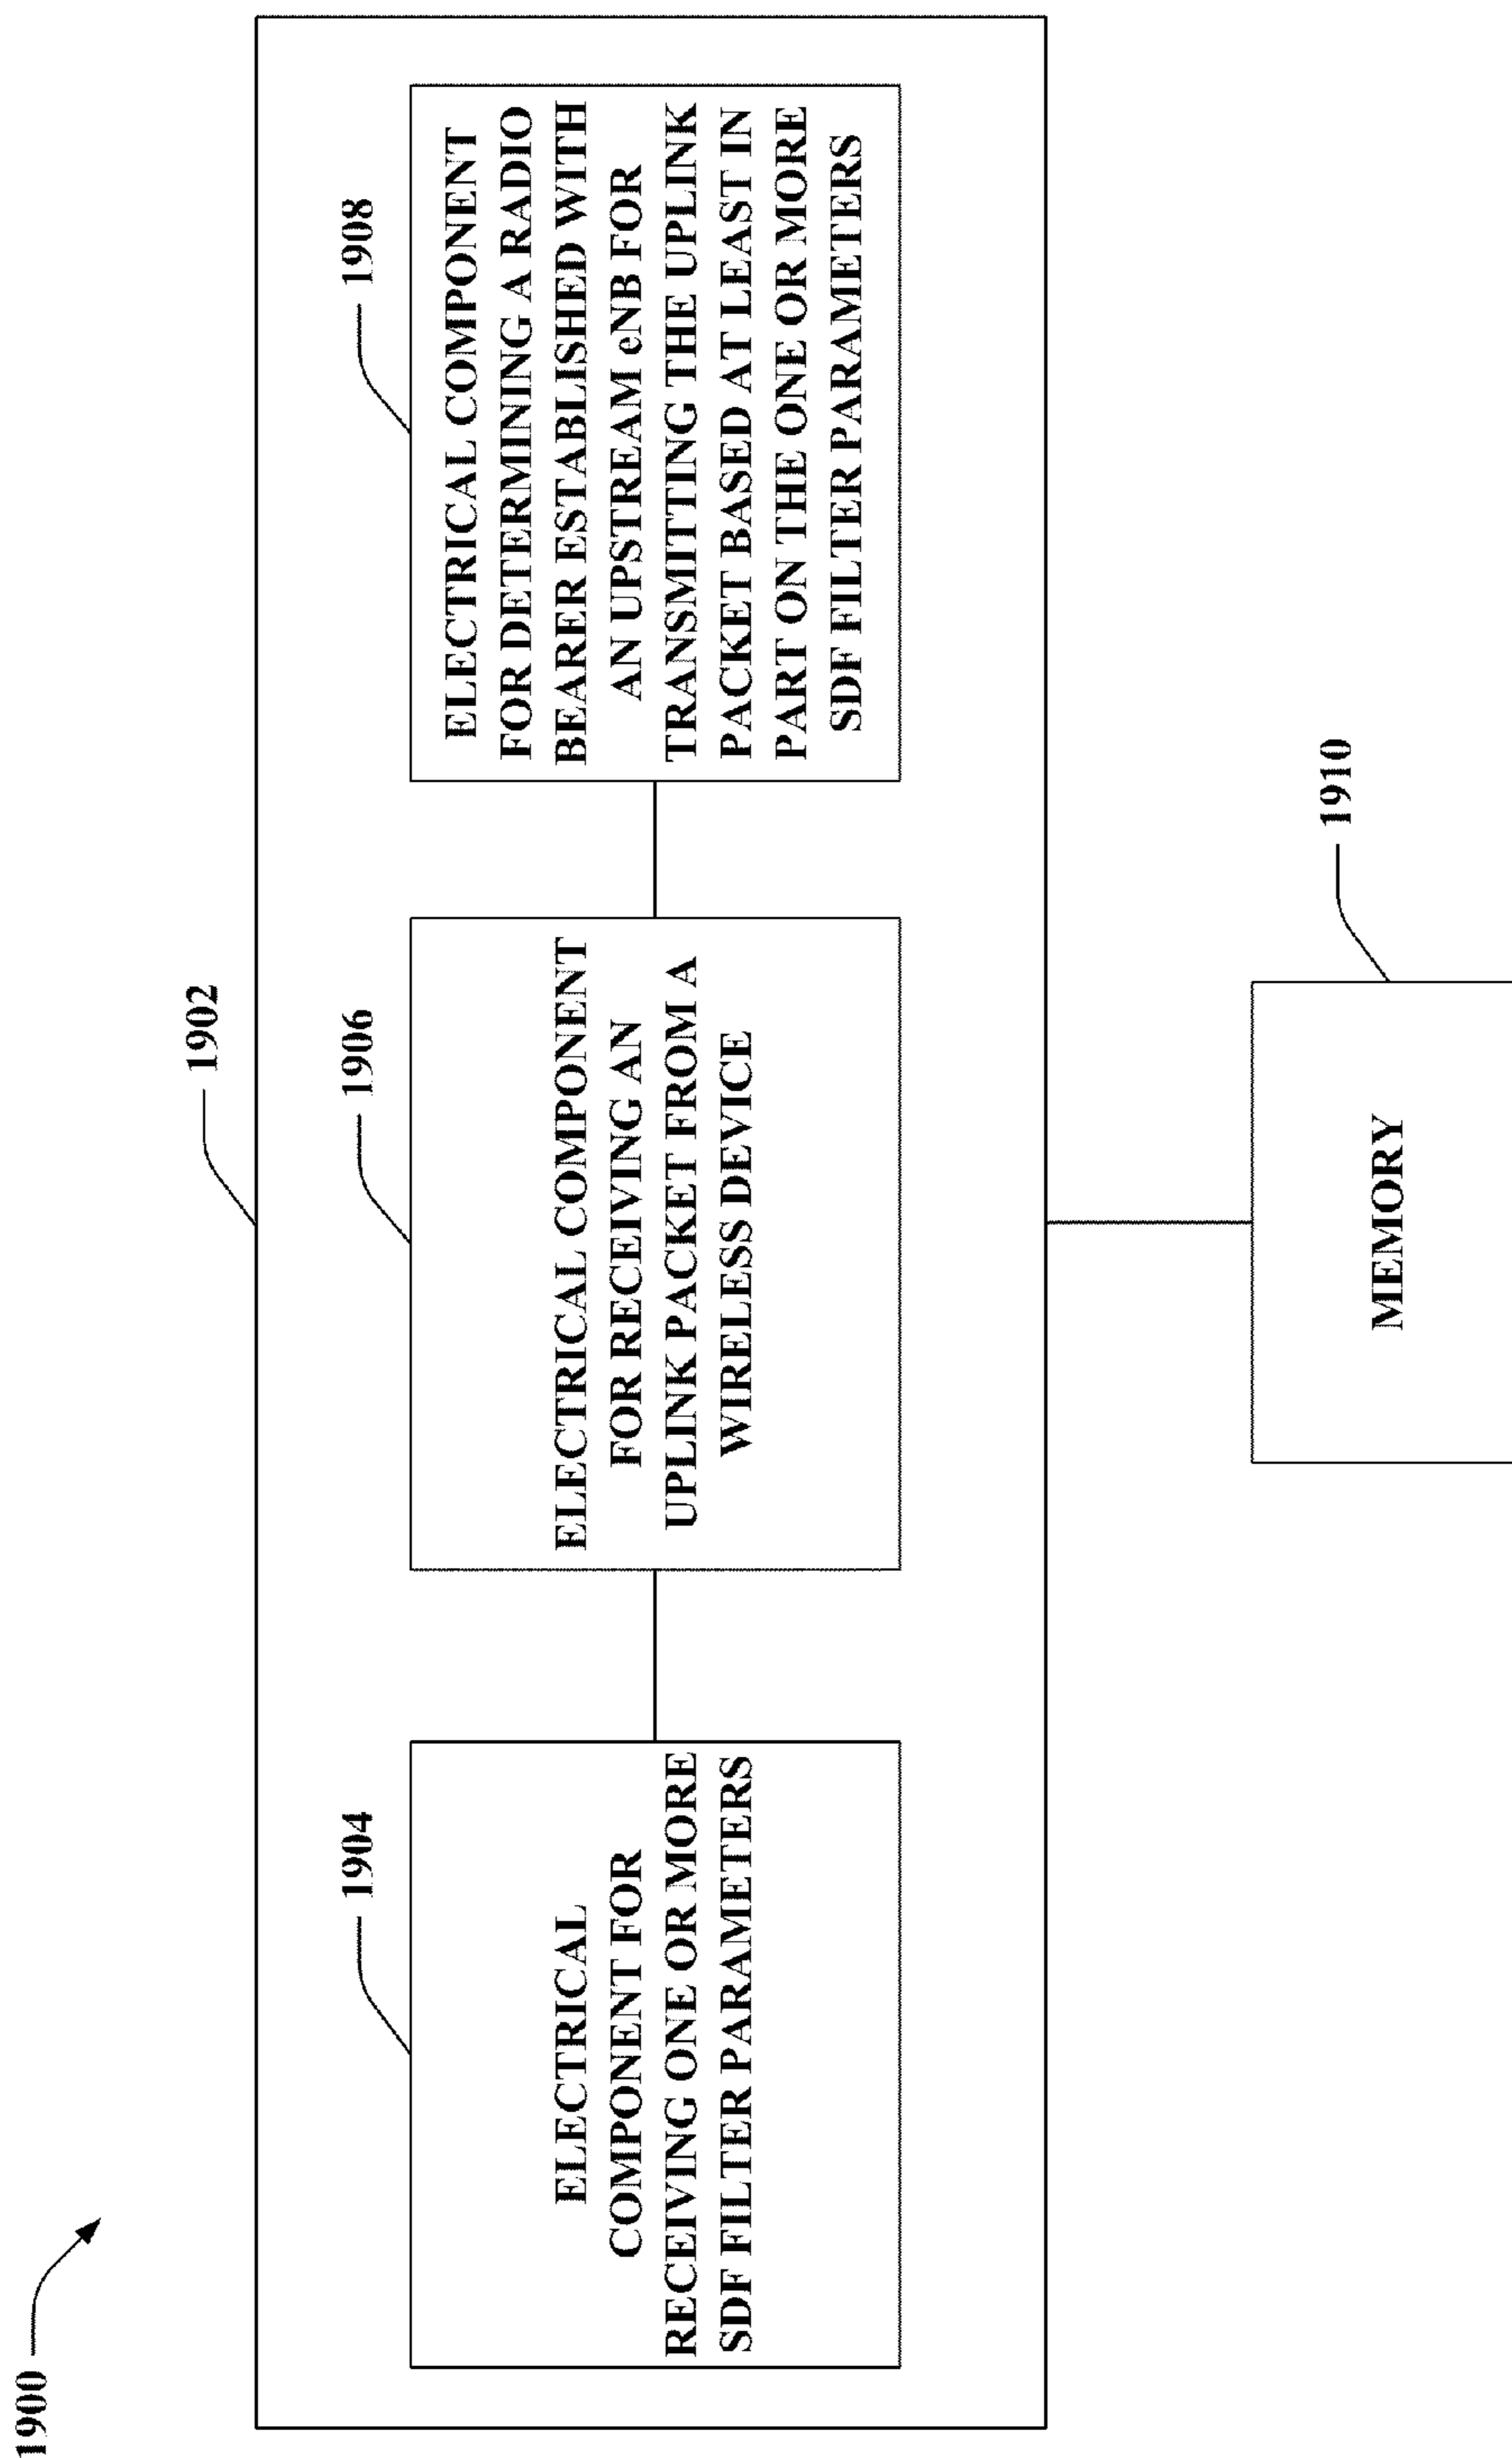 1900
1902
1904
ELECTRICAL
COMPONENT FOR
RECEIVING ONE OR MORE
SDF FILTER PARAMETERS
1906
ELECTRICAL COMPONENT
FOR RECEIVING AN
UPLINK PACKET FROM A
WIRELESS DEVICE
1908
ELECTRICAL COMPONENT
FOR DETERMINING A RADIO
BEARER ESTABLISHED WITH
AN UPSTREAM eNB FOR
TRANSMITTING THE UPLINK
PACKET BASED AT LEAST IN
PART ON THE ONE OR MORE
SDF FILTER PARAMETERS
1910
MEMORY